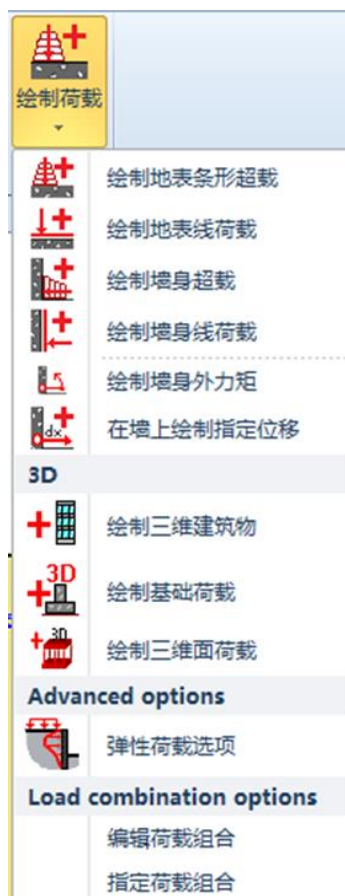 绘制荷载
绘制地表条形超载
绘制地表线荷载
绘制墙身超载
绘制墙身线荷载
绘制墙身外力矩
dx
在墙上绘制指定位移
3D
绘制三维建筑物
3D
绘制基础荷载
3D
绘制三维面荷载
Advanced options
弹性荷载选项
Load combination options
编辑荷载组合
指定荷载组合